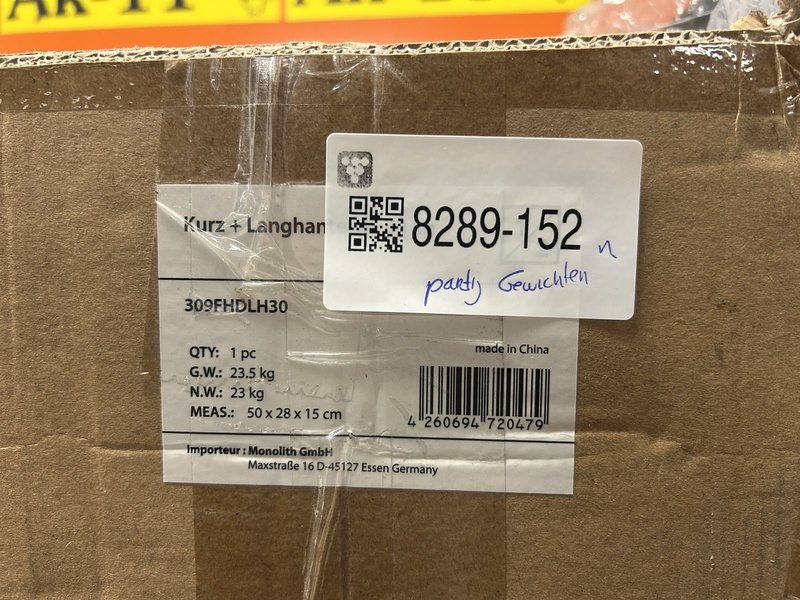 Kurz + Langhan
8289-152
n
partij Gewichten
309FHDLH30
QTY: 1 pc
G.W.: 23.5 kg
N.W.: 23 kg
MEAS.: 50 x 28 x 15 cm
made in China
4 260694 720479
Importeur : Monolith GmbH
Maxstraße 16 D-45127 Essen Germany